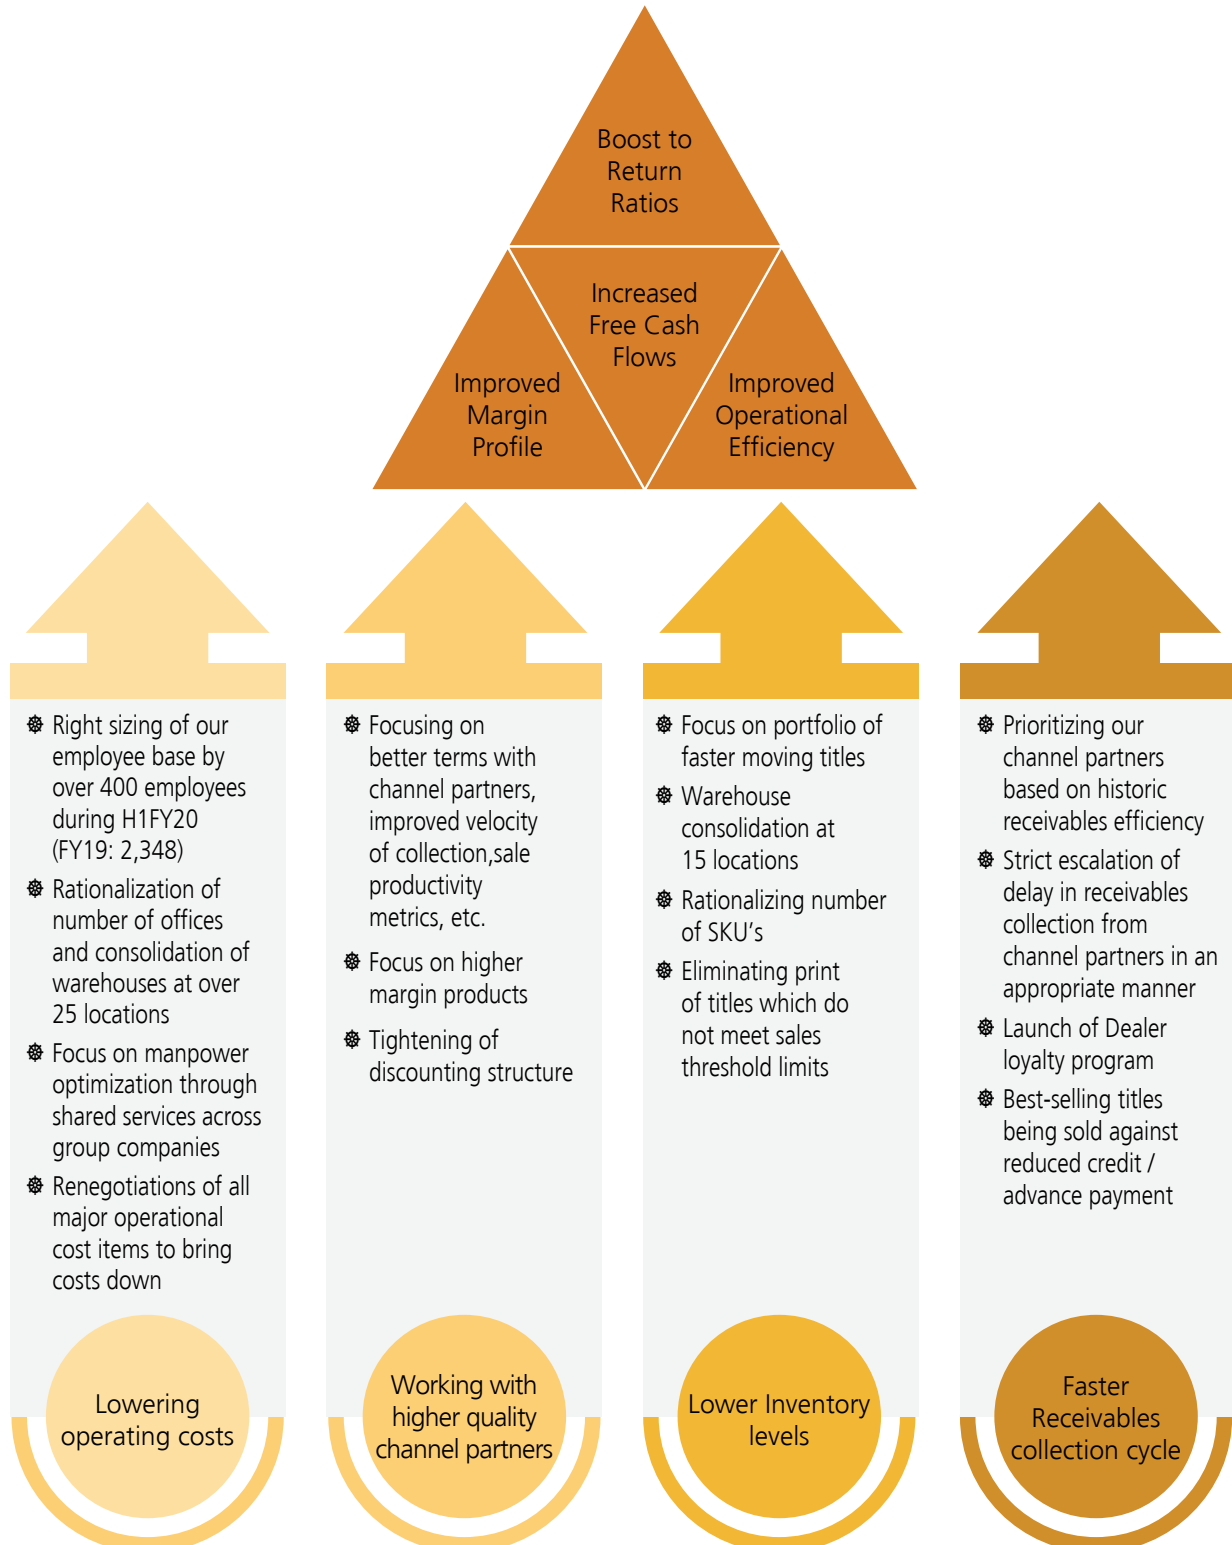 Boost to
Return
Ratios
Increased
Free Cash
Flows
Improved
Margin
Profile
Improved
Operational
Efficiency
Right sizing of our
employee base by
over 400 employees
during H1FY20
(FY19: 2,348)
Rationalization of
number of offices
and consolidation of
warehouses at over
25 locations
Focus on manpower
optimization through
shared services across
group companies
Renegotiations of all
major operational
cost items to bring
costs down
Lowering
operating costs
Focusing on
better terms with
channel partners,
improved velocity
of collection,sale
productivity
metrics, etc.
Focus on higher
margin products
Tightening of
discounting structure
Working with
higher quality
channel partners
Focus on portfolio of
faster moving titles
Warehouse
consolidation at
15 locations
Rationalizing number
of SKU’s
Eliminating print
of titles which do
not meet sales
threshold limits
Lower Inventory
levels
Prioritizing our
channel partners
based on historic
receivables efficiency
Strict escalation of
delay in receivables
collection from
channel partners in an
appropriate manner
Launch of Dealer
loyalty program
Best-selling titles
being sold against
reduced credit /
advance payment
Faster
Receivables
collection cycle